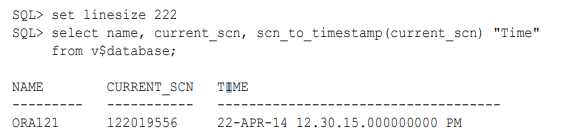 SQL> set linesize 222
SQL> select name, current_scn, scn_to_timestamp(current_scn) "Time"
     from v$database;
NAME      CURRENT_SCN  TIME
---------  -----------  ----------------------------------
ORA121    122019556    22-APR-14 12.30.15.000000000 PM